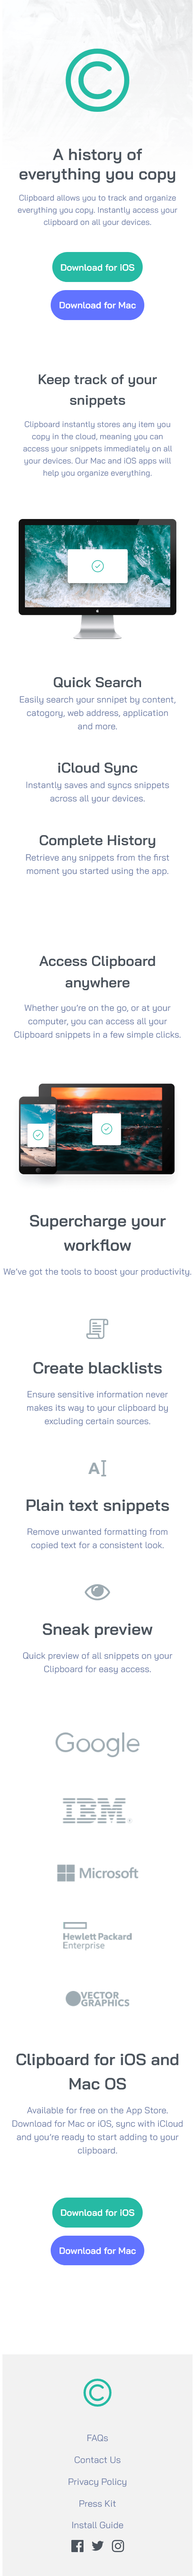 A history of
everything you copy
Clipboard allows you to track and organize
everything you copy. Instantly access your
clipboard on all your devices.
Download for iOS
Download for Mac
Keep track of your
snippets
Clipboard instantly stores any item you
copy in the cloud, meaning you can
access your snippets immediately on all
your devices. Our Mac and iOS apps will
help you organize everything.
Quick Search
Easily search your snnipet by content,
catogory, web address, application
and more.
iCloud Sync
Instantly saves and syncs snippets
across all your devices.
Complete History
Retrieve any snippets from the first
moment you started using the app.
Access Clipboard
anywhere
Whether you're on the go, or at your
computer, you can access all your
Clipboard snippets in a few simple clicks.
Supercharge your
workflow
We've got the tools to boost your productivity.
Create blacklists
Ensure sensitive information never
makes its way to your clipboard by
excluding certain sources.
Plain text snippets
Remove unwanted formatting from
copied text for a consistent look.
Sneak preview
Quick preview of all snippets on your
Clipboard for easy access.
Google
IBM
Microsoft
Hewlett Packard
Enterprise
VECTOR
GRAPHICS
Clipboard for iOS and
Mac OS
Available for free on the App Store.
Download for Mac or iOS, sync with iCloud
and you're ready to start adding to your
clipboard.
Download for iOS
Download for Mac
FAQs
Contact Us
Privacy Policy
Press Kit
Install Guide